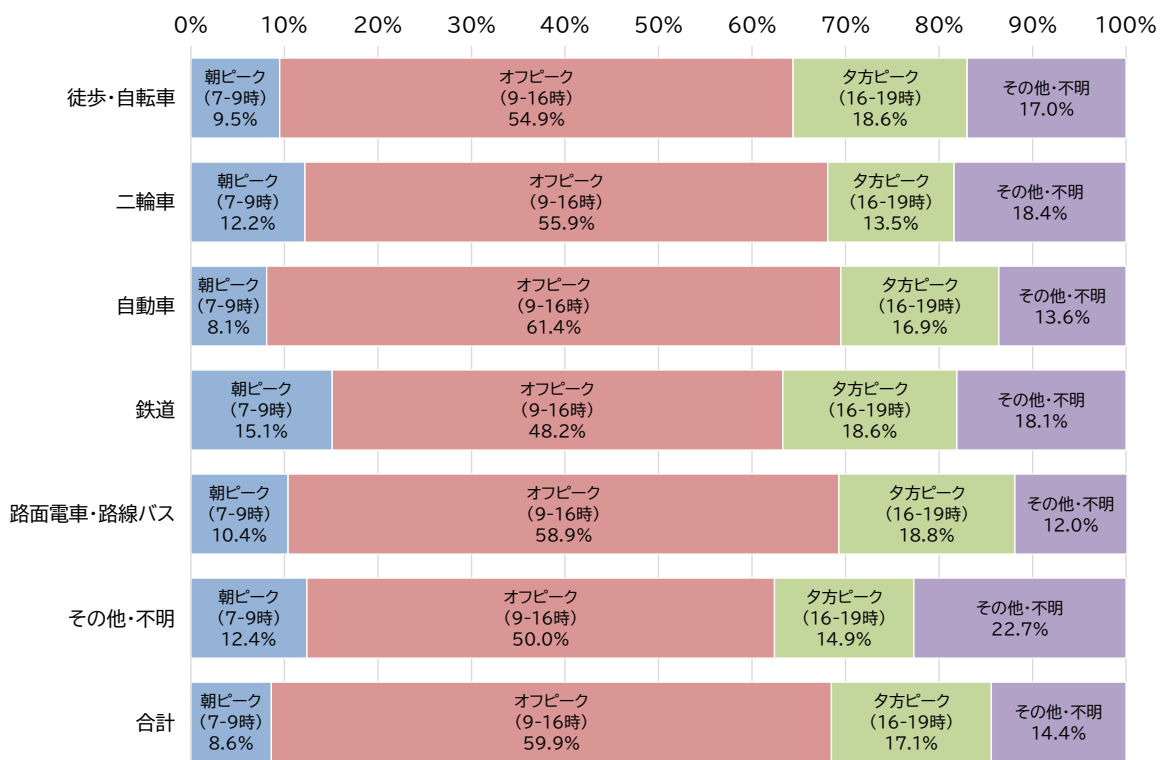 0% 10% 20% 30% 40% 50% 60% 70% 80% 90% 100%
徒歩・自転車
朝ピーク
(7-9時)
9.5%
オフピーク
(9-16時)
54.9%
夕方ピーク
(16-19時)
18.6%
その他・不明
17.0%
二輪車
朝ピーク
(7-9時)
12.2%
オフピーク
(9-16時)
55.9%
夕方ピーク
(16-19時)
13.5%
その他・不明
18.4%
自動車
朝ピーク
(7-9時)
8.1%
オフピーク
(9-16時)
61.4%
夕方ピーク
(16-19時)
16.9%
その他・不明
13.6%
鉄道
朝ピーク
(7-9時)
15.1%
オフピーク
(9-16時)
48.2%
夕方ピーク
(16-19時)
18.6%
その他・不明
18.1%
路面電車・路線バス
朝ピーク
(7-9時)
10.4%
オフピーク
(9-16時)
58.9%
夕方ピーク
(16-19時)
18.8%
その他・不明
12.0%
その他・不明
朝ピーク
(7-9時)
12.4%
オフピーク
(9-16時)
50.0%
夕方ピーク
(16-19時)
14.9%
その他・不明
22.7%
合計
朝ピーク
(7-9時)
8.6%
オフピーク
(9-16時)
59.9%
夕方ピーク
(16-19時)
17.1%
その他・不明
14.4%